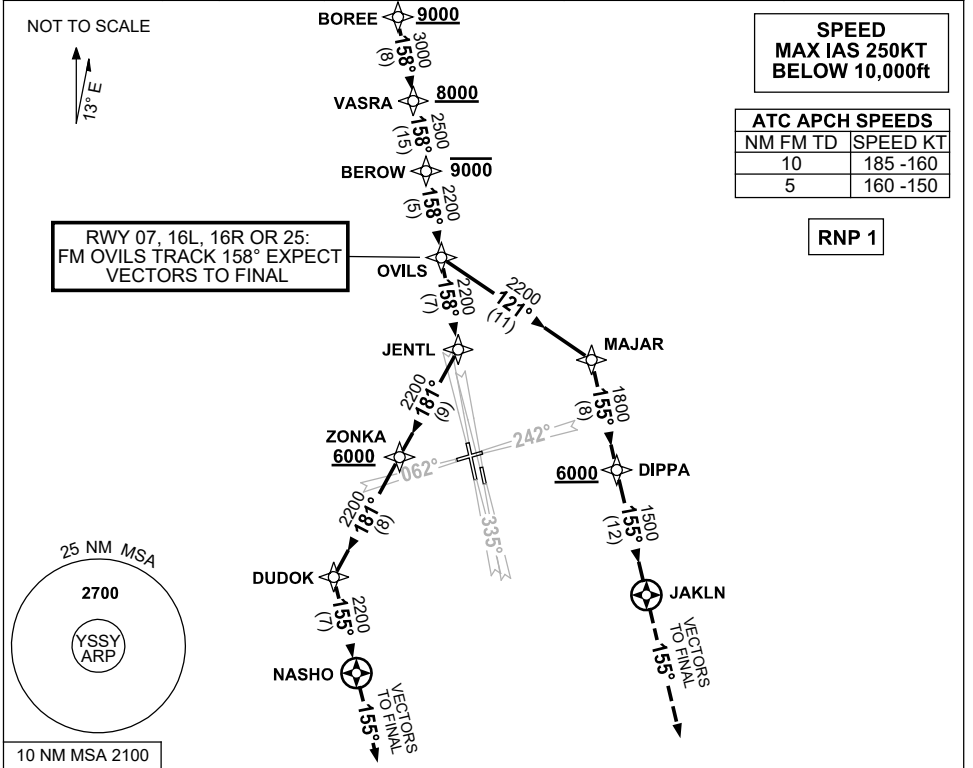 NOT TO SCALE
13° E
BOREE 9000
3000
158°
(8)
VASRA 8000
2500
158°
(15)
BEROW 9000
2200
158°
(5)
OVILS
RWY 07, 16L, 16R OR 25:
FM OVILS TRACK 158° EXPECT
VECTORS TO FINAL
SPEED
MAX IAS 250KT
BELOW 10,000ft
ATC APCH SPEEDS
NM FM TD SPEED KT
10 185 -160
5 160 -150
RNP 1
2200
158°
(7)
JENTL
2200
121°
(11)
MAJAR
2200
181°
(9)
ZONKA
6000
1800
155°
(8)
6000 DIPPA
062°
242°
335°
2200
181°
(8)
DUDOK
1500
155°
(12)
JAKLN
2200
155°
(7)
NASHO
VECTORS
TO FINAL
155°
VECTORS
TO FINAL
155°
25 NM MSA
2700
YSSY
ARP
10 NM MSA 2100